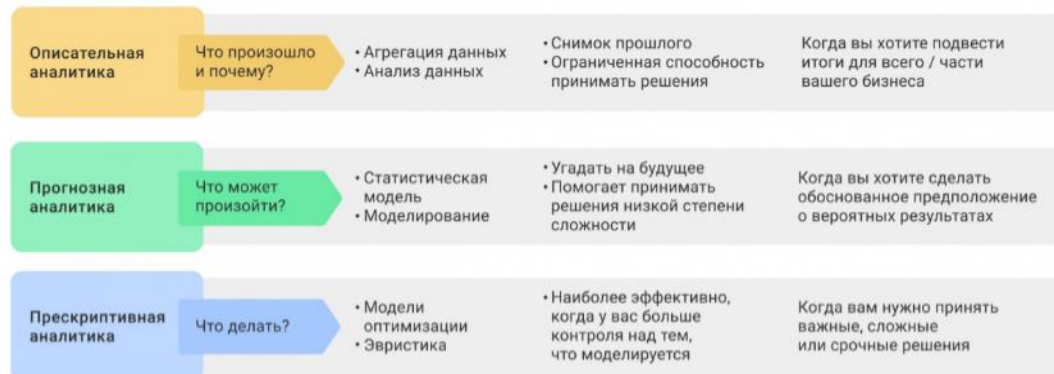 Описательная
аналитика
Что произошло
и почему?
• Агрегация данных
• Анализ данных
• Снимок прошлого
• Ограниченная способность
принимать решения
Когда вы хотите подвести
итоги для всего / части
вашего бизнеса
Прогнозная
аналитика
Что может
произойти?
• Статистическая
модель
• Моделирование
• Угадать на будущее
• Помогает принимать
решения низкой степени
сложности
Когда вы хотите сделать
обоснованное предположение
о вероятных результатах
Прескриптивная
аналитика
Что делать?
• Модели
оптимизации
• Эвристика
• Наиболее эффективно,
когда у вас больше
контроля над тем,
что моделируется
Когда вам нужно принять
важные, сложные
или срочные решения